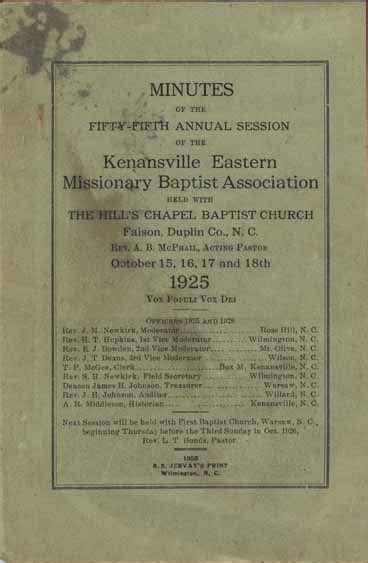 MINUTES
OF THE
FIFTY-FIFTH ANNUAL SESSION
OF THE
Kenansville Eastern
Missionary Baptist Association
HELD WITH
THE HILL'S CHAPEL BAPTIST CHURCH
Faison, Duplin Co., N. C.
REV. A. B. MCPHAIL, ACTING PASTOR
October 15, 16, 17 and 18th
1925
VOX POPULI VOX DEI
OFFICERS 1925 AND 1926
Rev. J. M. Newkirk, Moderator Rose Hill, N. C.
Rev. H. T. Hopkins, 1st Vice Moderator Wilmington, N. C.
Rev. E. J. Bowden, 2nd Vice Moderator Mt. Olive, N. C.
Rev. J. T. Deans, 3rd Vice Moderator Wilson, N. C.
T. P. McGee, Clerk Box M, Kenansville, N. C.
Rev. S. H. Newkirk, Field Secretary Wilmington, N. C.
Deacon James H. Johnson, Treasurer Warsaw, N. C.
Rev. J. H. Johnson, Auditor Willard, N. C.
A. R. Middleton, Historian Kenansville, N. C.
Next Session will be held with First Baptist Church, Warsaw, N. C.,
beginning Thursday before the Third Sunday in Oct. 1926,
Rev. L. T. Bonds, Pastor.
JERVAY'S PRINT
Wilmington, N. C.